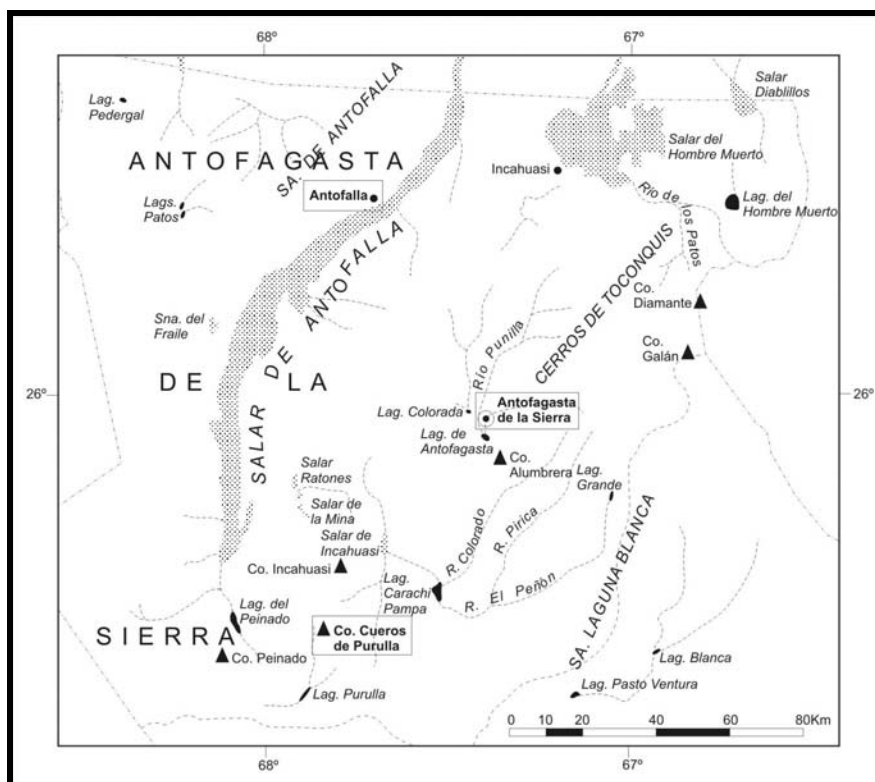 68º
67º
Lag.
Pedergal
SA. DE ANTOFALLA
Salar
Diablillos
ANTOFAGASTA
Salar del
Hombre Muerto
Incahuasi
Antofalla
Lags.
Patos
Río de los Patos
Lag. del
Hombre Muerto
SALAR DE ANTOFALLA
CERROS DE TOCONQUIS
Co.
Diamante
Sna. del
Fraile
Río Punilla
Co.
Galán
26º
DE LA
26º
Lag. Colorada
Antofagasta
de la Sierra
Lag. de
Antofagasta
Co.
Alumbrera
Salar
Ratones
Lag.
Grande
Salar de
la Mina
Salar de
Incahuasi
R. Colorado
R. Pirica
Co. Incahuasi
Lag.
Carachi
Pampa
R. El Peñón
SA. LAGUNA BLANCA
Lag. del
Peinado
SIERRA
Co. Cueros
de Purulla
Co. Peinado
Lag. Blanca
Lag. Purulla
Lag. Pasto Ventura
0 10 20 40 60 80Km
68º
67º